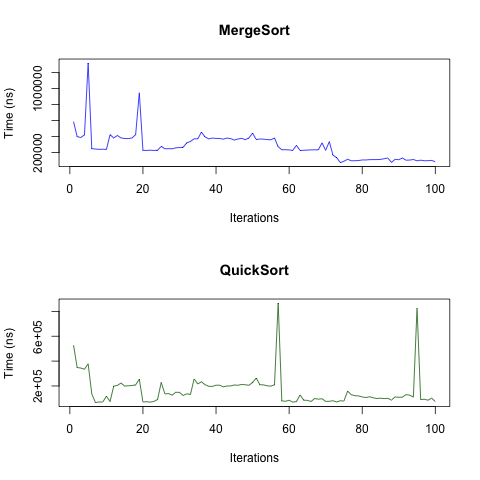 MergeSort
Time (ns)
1000000
200000
0 20 40 60 80 100
Iterations
QuickSort
Time (ns)
6e+05
2e+05
0 20 40 60 80 100
Iterations